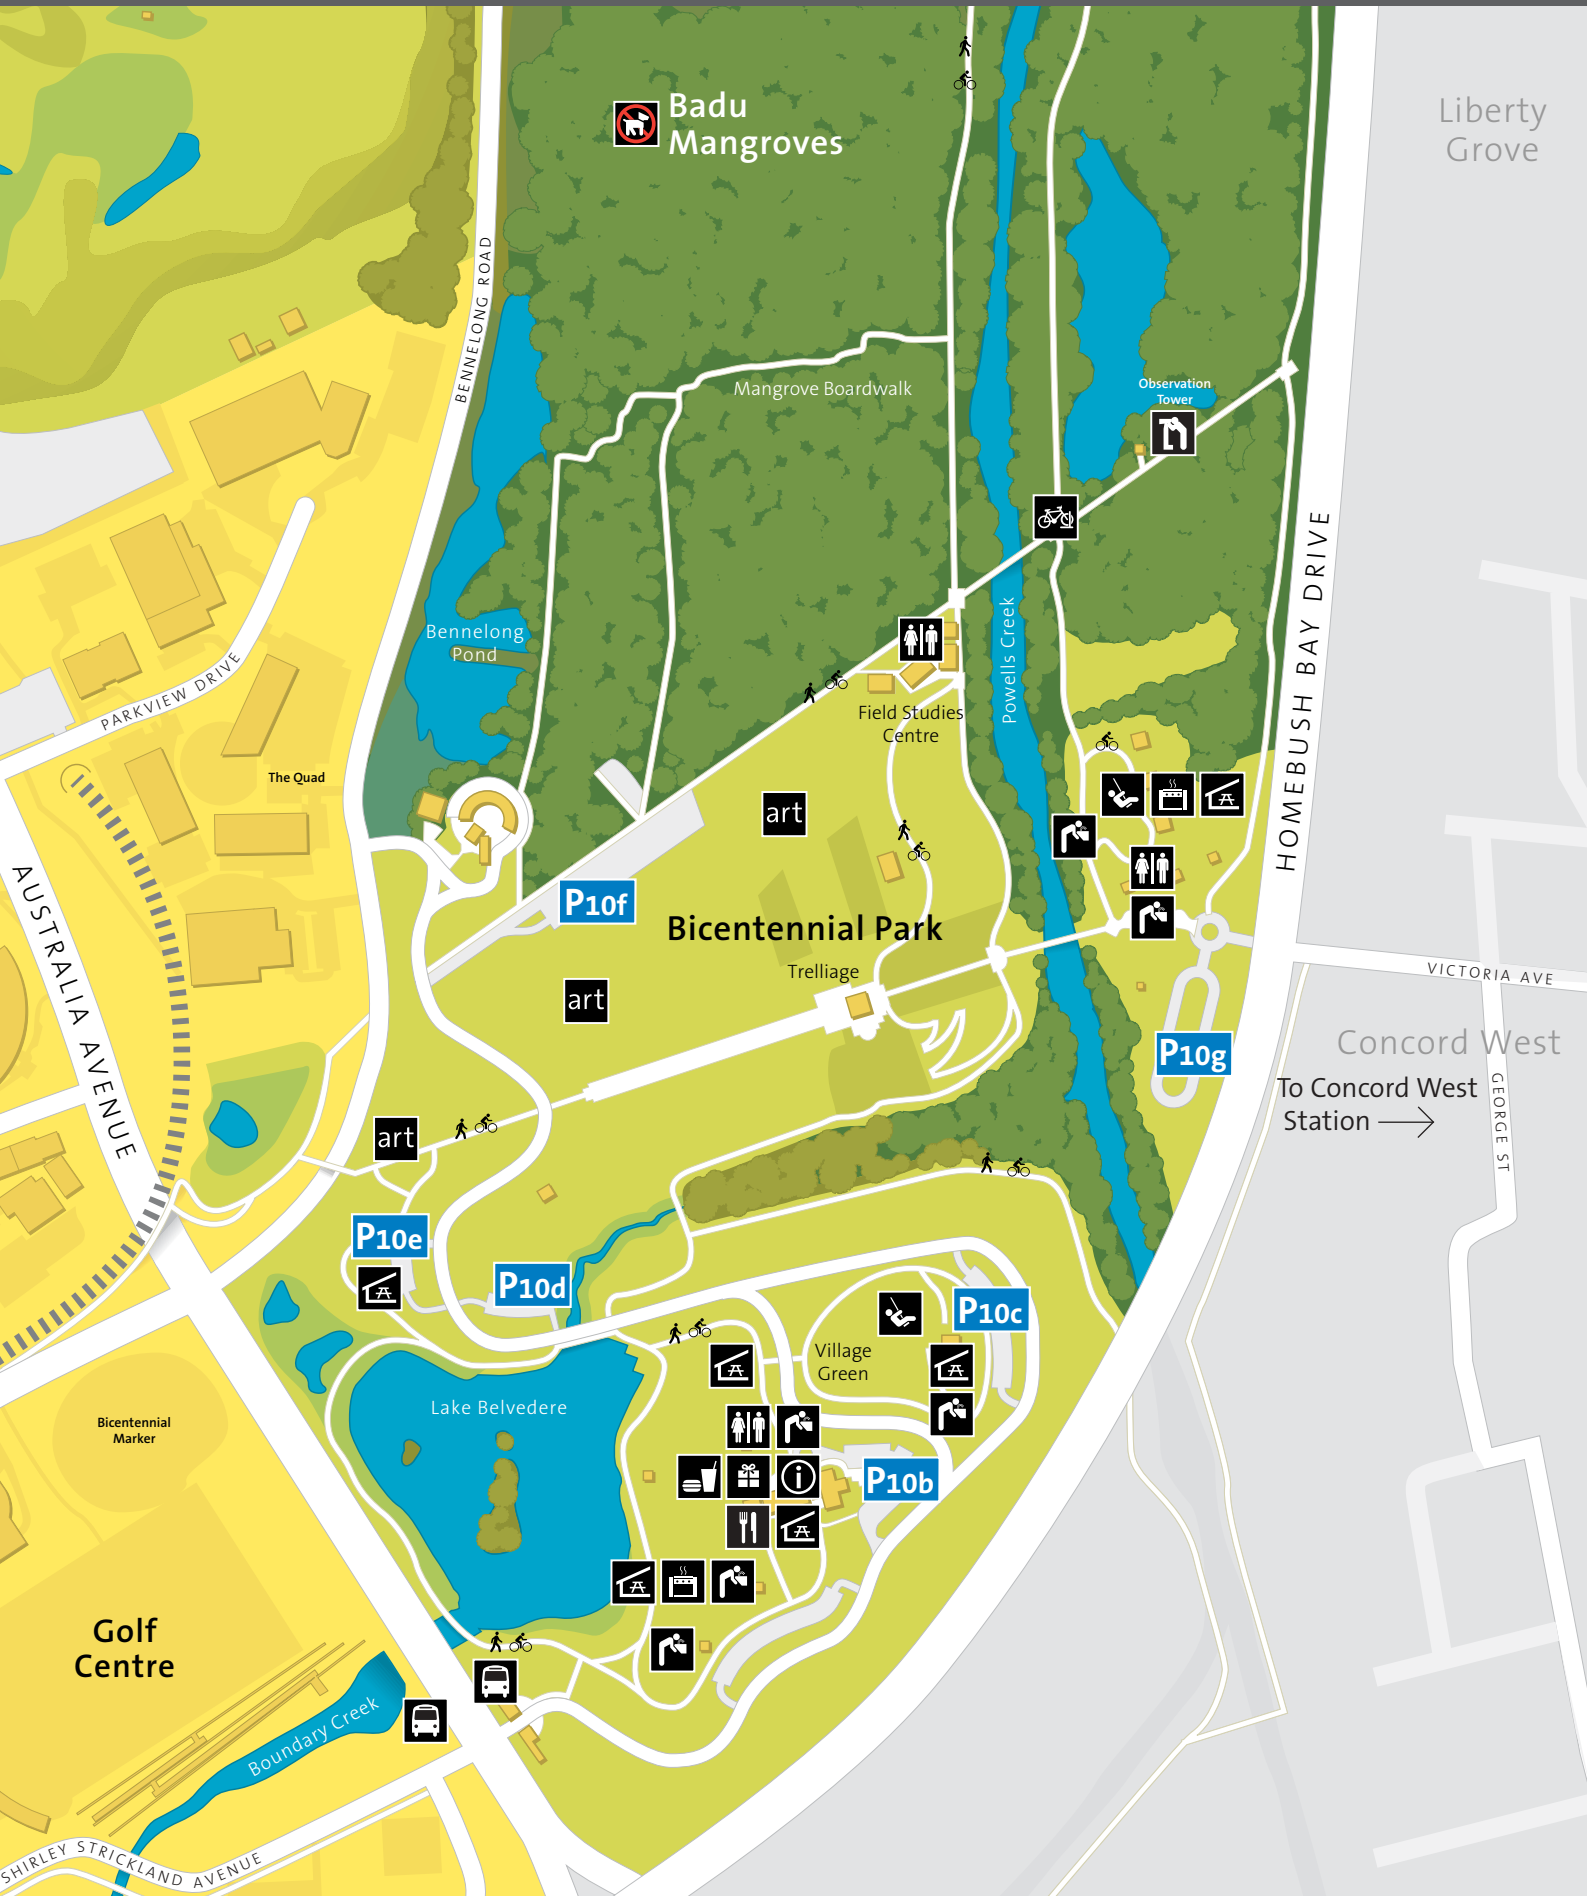 Badu
Mangroves
Liberty
Grove
BENNELONG ROAD
Mangrove Boardwalk
Observation
Tower
HOMEBUSH BAY DRIVE
Bennelong
Pond
Powells Creek
PARKVIEW DRIVE
Field Studies
Centre
The Quad
art
AUSTRALIA AVENUE
P10f
Bicentennial Park
Trelliage
art
VICTORIA AVE
Concord West
P10g
To Concord West
Station
GEORGE ST
art
P10e
P10d
P10c
Village
Green
Lake Belvedere
Bicentennial
Marker
i
P10b
Golf
Centre
Boundary Creek
SHIRLEY STRICKLAND AVENUE